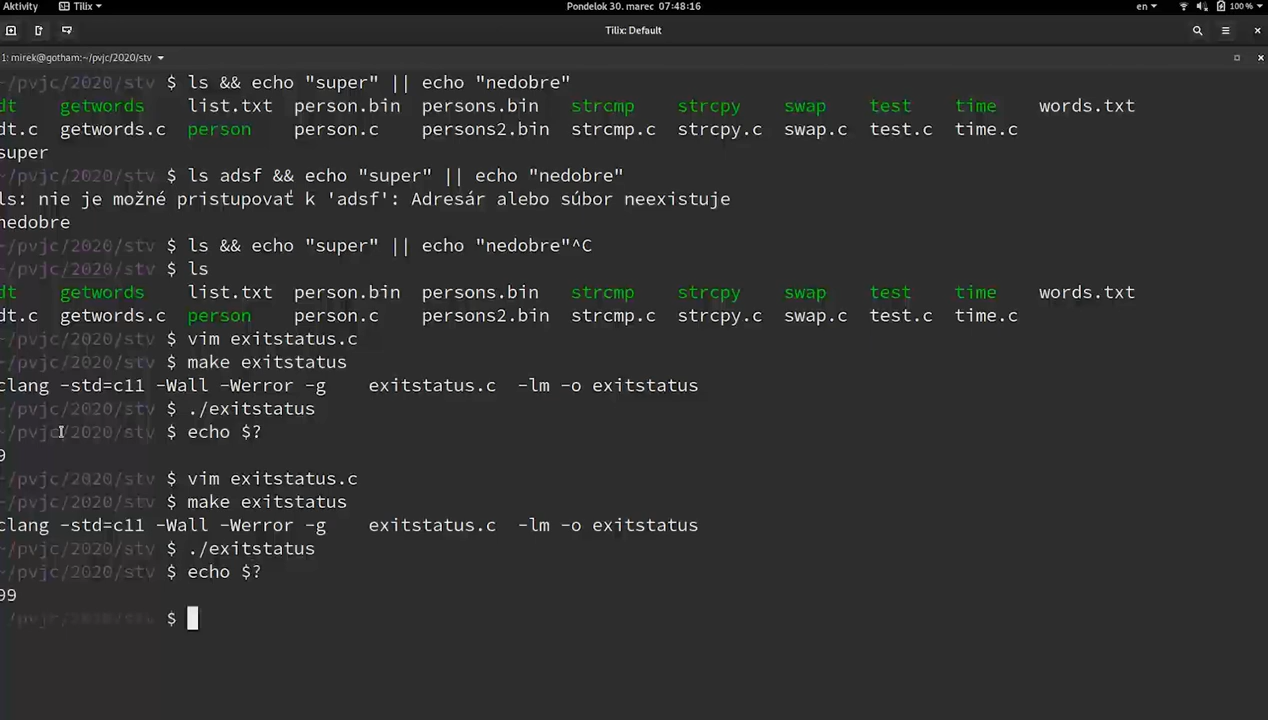 Aktivity Tilix Pondelok 30. marec 07:48:16 en 100 %
Tilix: Default
1: mirek@gotham:~/pvjc/2020/stv
~/pvjc/2020/stv $ ls && echo "super" || echo "nedobre"
dt getwords list.txt person.bin persons.bin strcmp strcpy swap test time words.txt
dt.c getwords.c person person.c persons2.bin strcmp.c strcpy.c swap.c test.c time.c
super
~/pvjc/2020/stv $ ls adsf && echo "super" || echo "nedobre"
ls: nie je možné pristupovať k 'adsf': Adresár alebo súbor neexistuje
nedobre
~/pvjc/2020/stv $ ls && echo "super" || echo "nedobre"^C
~/pvjc/2020/stv $ ls
dt getwords list.txt person.bin persons.bin strcmp strcpy swap test time words.txt
dt.c getwords.c person person.c persons2.bin strcmp.c strcpy.c swap.c test.c time.c
~/pvjc/2020/stv $ vim exitstatus.c
~/pvjc/2020/stv $ make exitstatus
clang -std=c11 -Wall -Werror -g exitstatus.c -lm -o exitstatus
~/pvjc/2020/stv $ ./exitstatus
~/pvjc/2020/stv $ echo $?
9
~/pvjc/2020/stv $ vim exitstatus.c
~/pvjc/2020/stv $ make exitstatus
clang -std=c11 -Wall -Werror -g exitstatus.c -lm -o exitstatus
~/pvjc/2020/stv $ ./exitstatus
~/pvjc/2020/stv $ echo $?
99
~/pvjc/2020/stv $